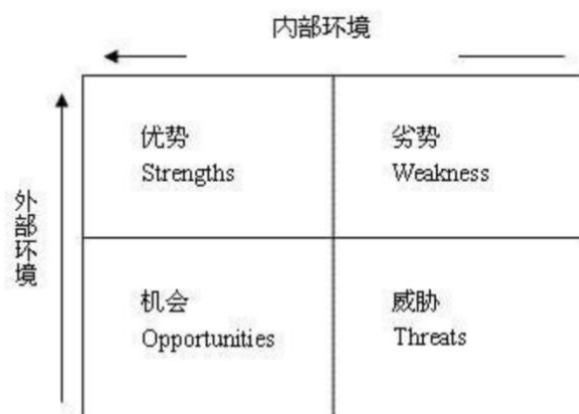 内部环境
优势
Strengths
劣势
Weakness
外部环境
机会
Opportunities
威胁
Threats